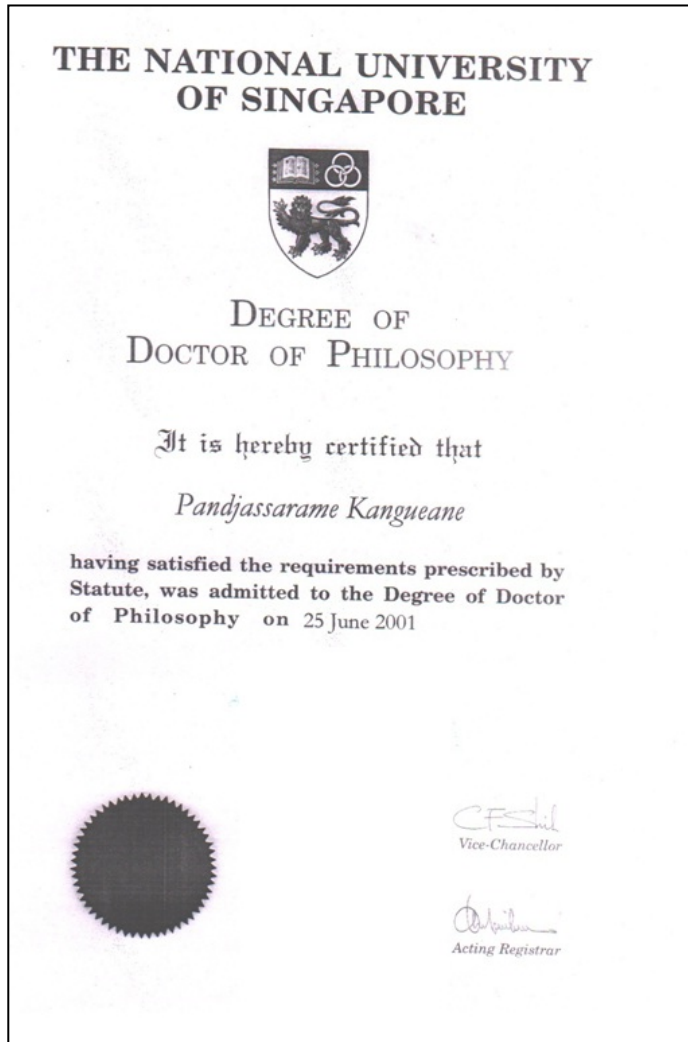 THE NATIONAL UNIVERSITY
OF SINGAPORE
DEGREE OF
DOCTOR OF PHILOSOPHY
It is hereby certified that
Pandjassarame Kangueane
having satisfied the requirements prescribed by
Statute, was admitted to the Degree of Doctor
of Philosophy on 25 June 2001
Vice-Chancellor
Acting Registrar